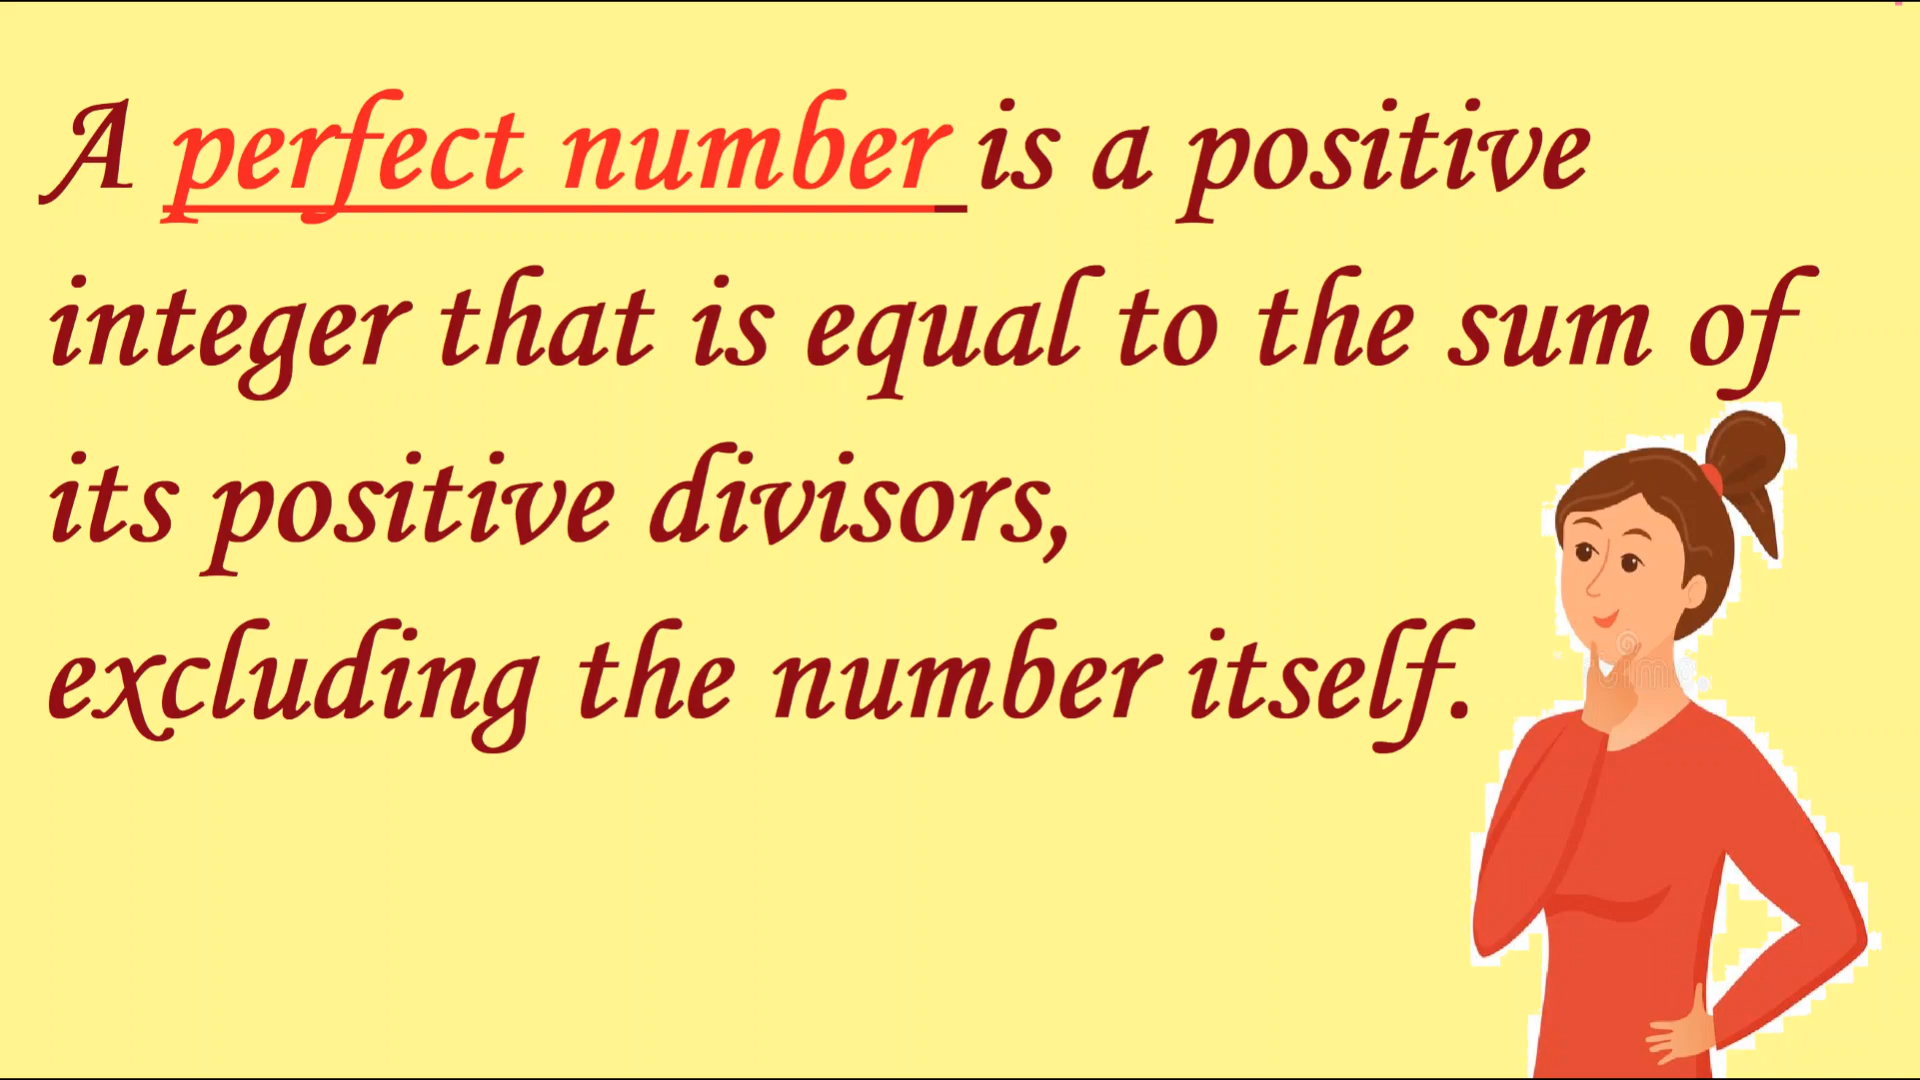 A perfect number is a positive
integer that is equal to the sum of
its positive divisors,
excluding the number itself.